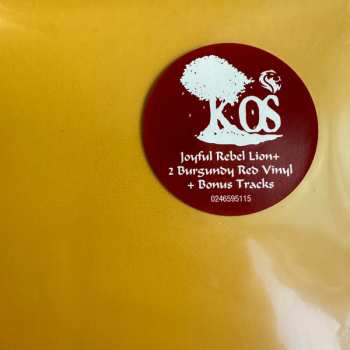 K OS
Joyful Rebel Lion+
2 Burgundy Red Vinyl
+ Bonus Tracks
0246595115